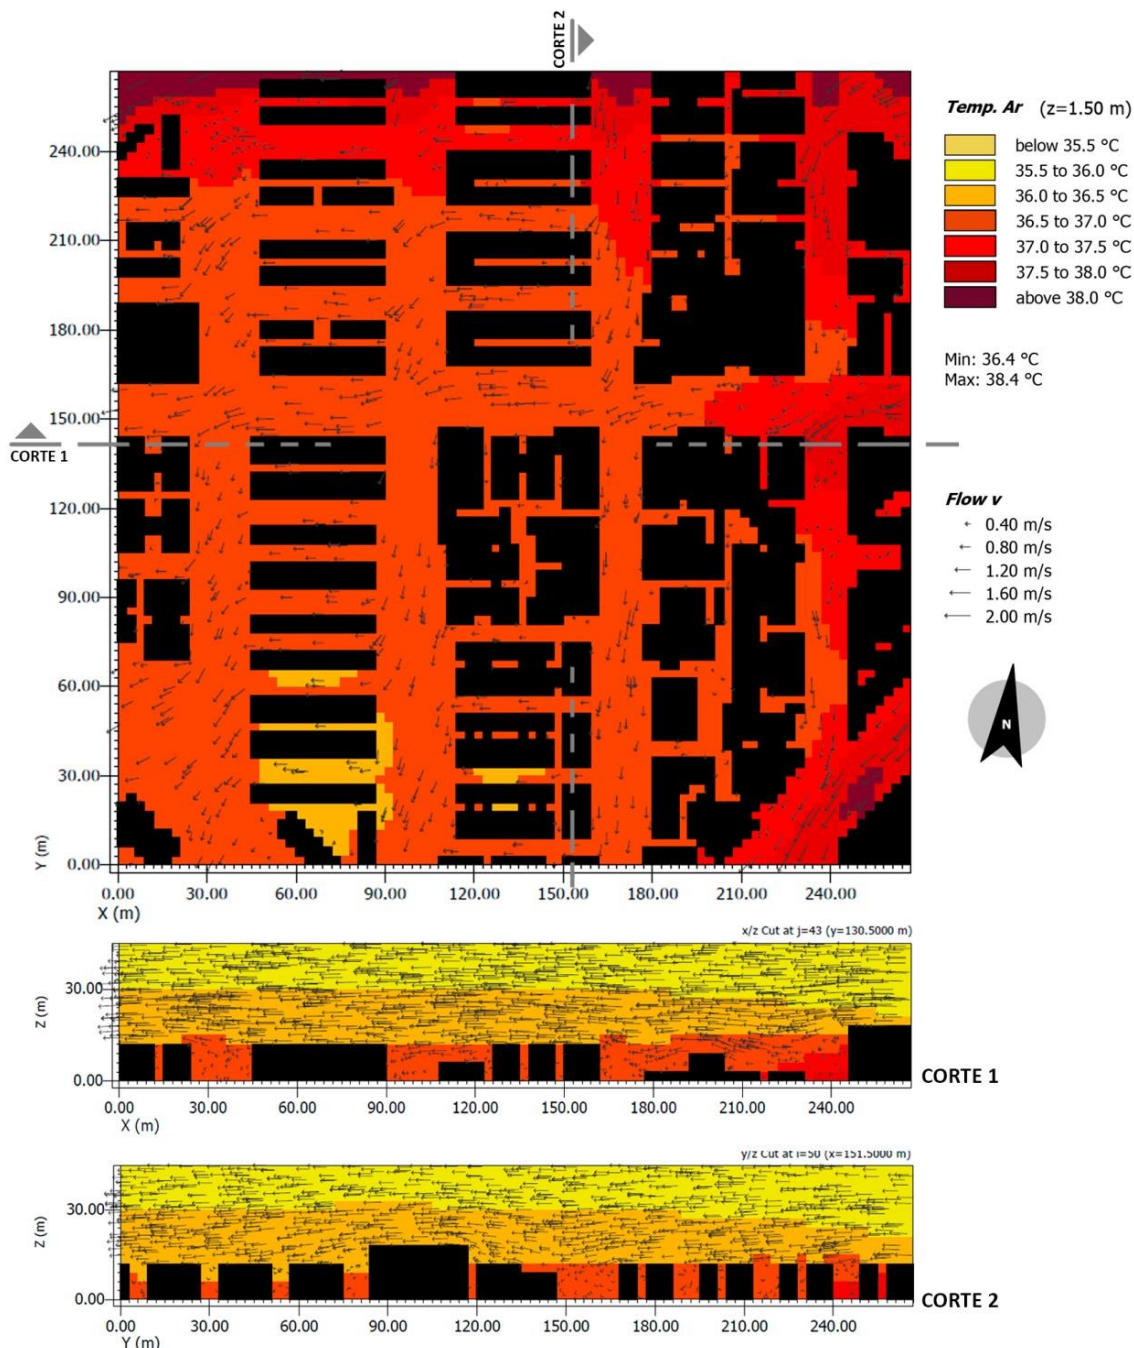 CORTE 2
Temp. Ar (z=1.50 m)
below 35.5 °C
35.5 to 36.0 °C
36.0 to 36.5 °C
36.5 to 37.0 °C
37.0 to 37.5 °C
37.5 to 38.0 °C
above 38.0 °C
Min: 36.4 °C
Max: 38.4 °C
240.00
210.00
180.00
150.00
CORTE 1
120.00
90.00
60.00
30.00
0.00
Y (m)
Flow v
0.40 m/s
0.80 m/s
1.20 m/s
1.60 m/s
2.00 m/s
N
0.00 30.00 60.00 90.00 120.00 150.00 180.00 210.00 240.00
X (m)
x/z Cut at j=43 (y=130.5000 m)
30.00
Z (m)
0.00
CORTE 1
0.00 30.00 60.00 90.00 120.00 150.00 180.00 210.00 240.00
X (m)
y/z Cut at i=50 (x=151.5000 m)
30.00
Z (m)
0.00
CORTE 2
0.00 30.00 60.00 90.00 120.00 150.00 180.00 210.00 240.00
Y (m)